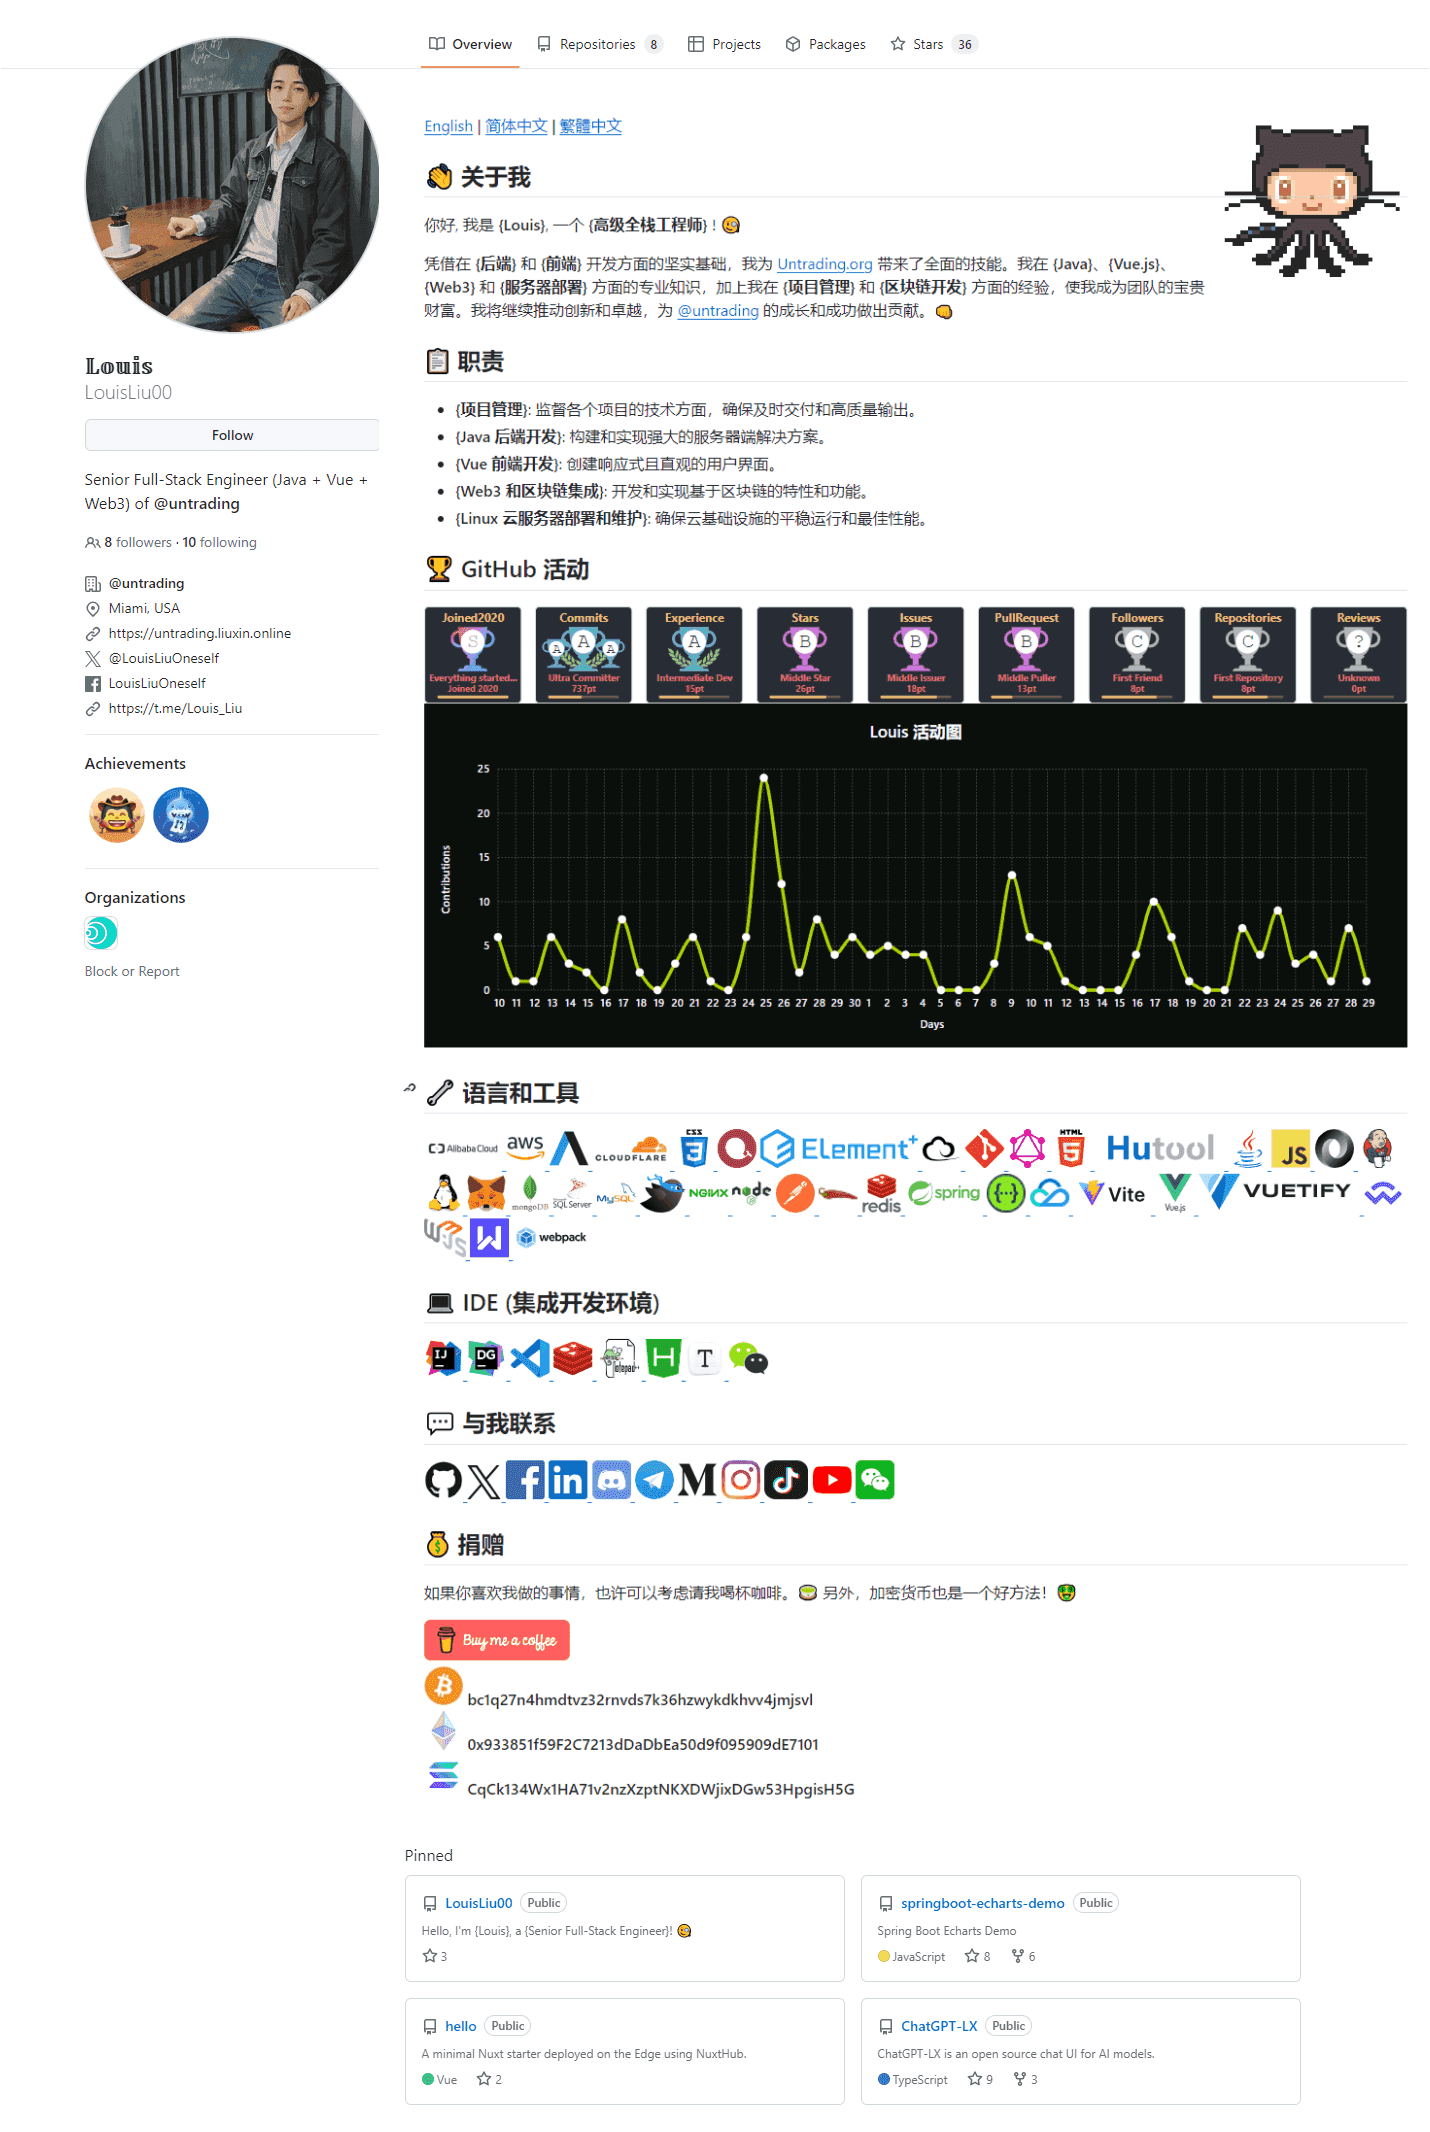 Overview Repositories 8 Projects Packages Stars 36
Louis
LouisLiu00
Follow
Senior Full-Stack Engineer (Java + Vue +
Web3) of @untrading
8 followers · 10 following
@untrading
Miami, USA
https://untrading.liuxin.online
@LouisLiuOneself
LouisLiuOneself
https://t.me/Louis_Liu
Achievements
Organizations
Block or Report
English | 简体中文 | 繁體中文
关于我
你好, 我是 {Louis}, 一个 {高级全栈工程师} !
凭借在 {后端} 和 {前端} 开发方面的坚实基础，我为 Untrading.org 带来了全面的技能。我在 {Java}、{Vue.js}、
{Web3} 和 {服务器部署} 方面的专业知识，加上我在 {项目管理} 和 {区块链开发} 方面的经验，使我成为团队的宝贵
财富。我将继续推动创新和卓越，为 @untrading 的成长和成功做出贡献。
职责
{项目管理}: 监督各个项目的技术方面，确保及时交付和高质量输出。
{Java 后端开发}: 构建和实现强大的服务器端解决方案。
{Vue 前端开发}: 创建响应式且直观的用户界面。
{Web3 和区块链集成}: 开发和实现基于区块链的特性和功能。
{Linux 云服务器部署和维护}: 确保云基础设施的平稳运行和最佳性能。
GitHub 活动
Joined2020 Commits Experience Stars Issues PullRequest Followers Repositories Reviews
S A A A A B B B C C ?
Everything started... Ultra Committer Intermediate Dev Middle Star Middle Issuer Middle Puller First Friend First Repository Unknown
Joined 2020 737pt 15pt 26pt 18pt 13pt 8pt 8pt 0pt
Louis 活动图
25
20
15
10
5
0
Contributions
10 11 12 13 14 15 16 17 18 19 20 21 22 23 24 25 26 27 28 29 30 1 2 3 4 5 6 7 8 9 10 11 12 13 14 15 16 17 18 19 20 21 22 23 24 25 26 27 28 29
Days
语言和工具
Alibaba Cloud aws CLOUDFLARE CSS 3 Element+ HTML 5 Hutool Java JS
mongoDB SQL Server MySQL NGINX node redis spring Vite Vue.js VUETIFY
W3JS W webpack
IDE (集成开发环境)
IJ DG H T
与我联系
in M
捐赠
如果你喜欢我做的事情，也许可以考虑请我喝杯咖啡。 另外，加密货币也是一个好方法！
Buy me a coffee
bc1q27n4hmdtvz32rnvds7k36hzwykdkhvv4jmjsvl
0x933851f59F2C7213dDaDbEa50d9f095909dE7101
CqCk134Wx1HA71v2nzXzptNKXDWjixDGw53HpgisH5G
Pinned
LouisLiu00 Public
Hello, I'm {Louis}, a {Senior Full-Stack Engineer}!
3
springboot-echarts-demo Public
Spring Boot Echarts Demo
JavaScript 8 6
hello Public
A minimal Nuxt starter deployed on the Edge using NuxtHub.
Vue 2
ChatGPT-LX Public
ChatGPT-LX is an open source chat UI for AI models.
TypeScript 9 3